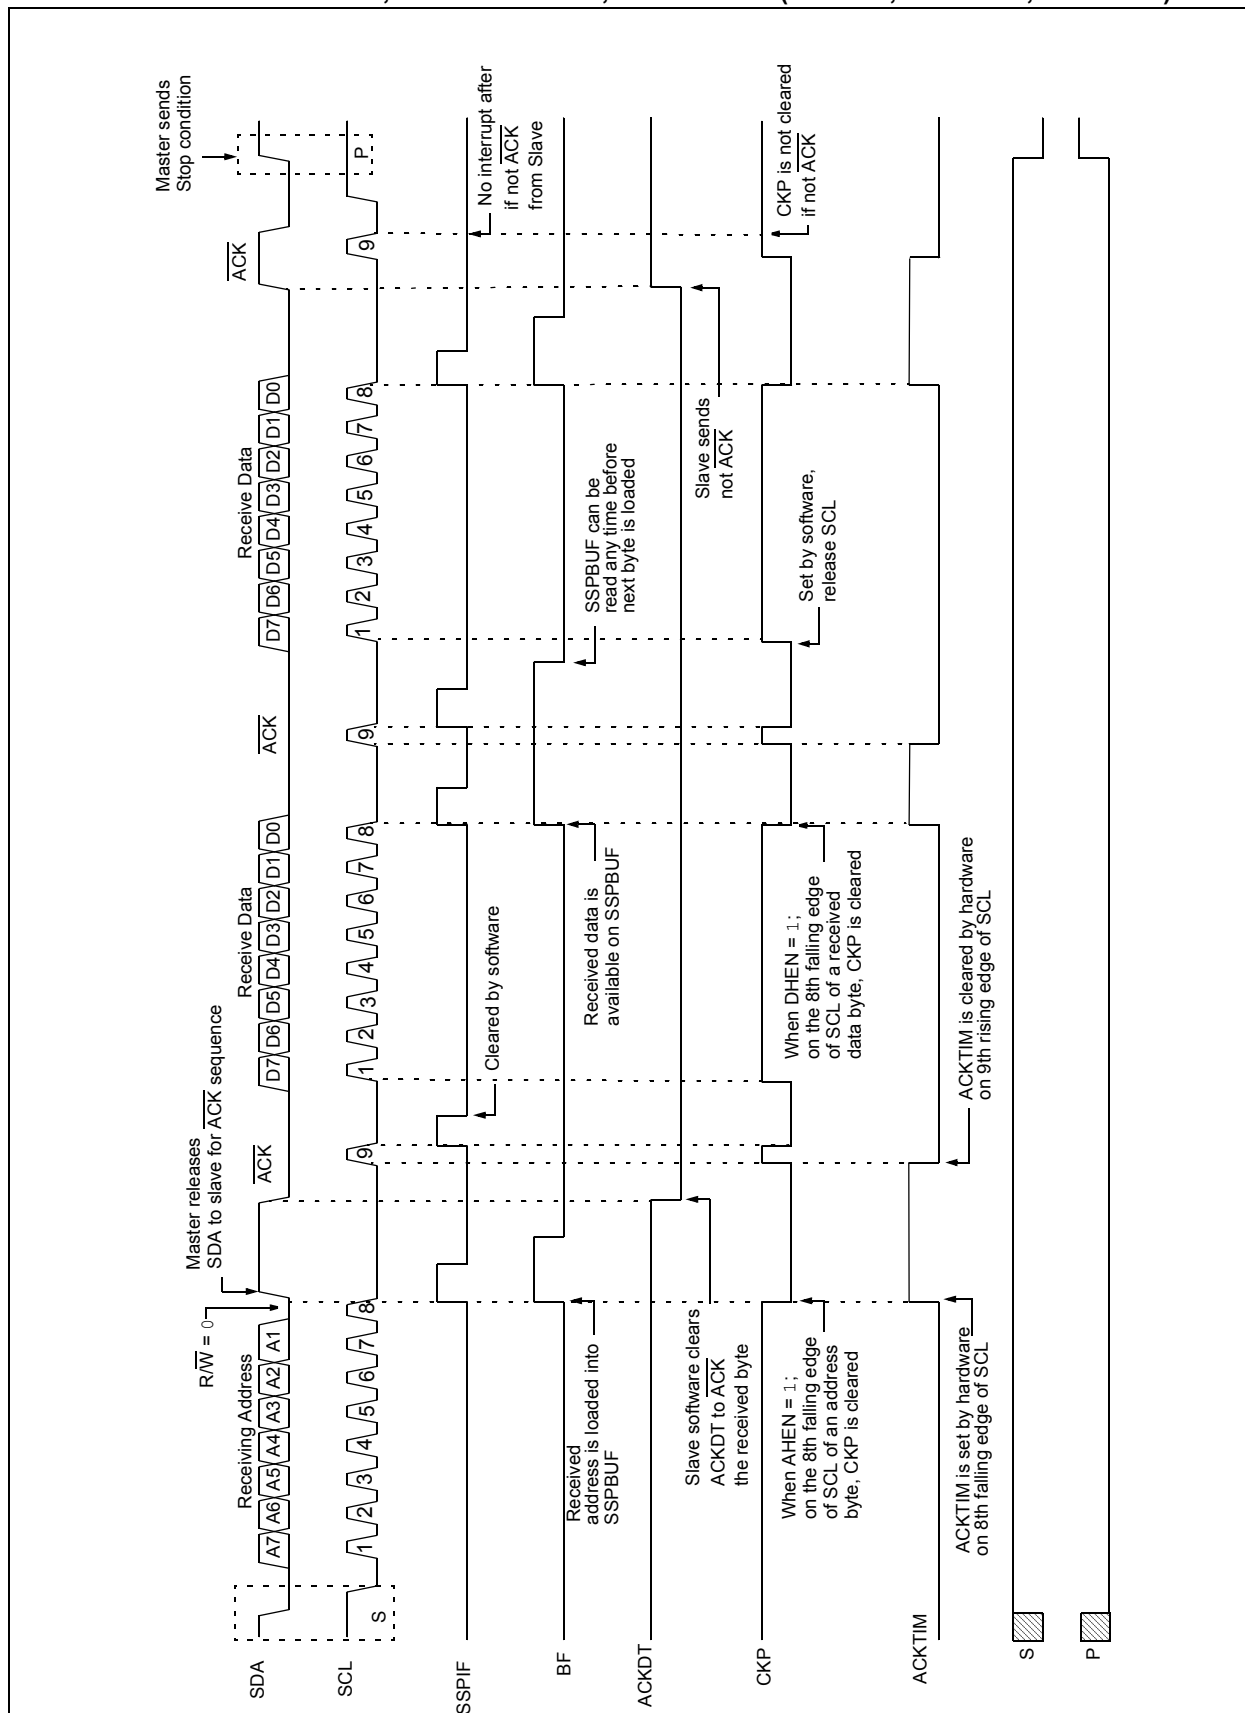 Master sends
Stop condition
Master releases
SDA to slave for ACK sequence
R/W = 0
Receiving Address
Receive Data
Receive Data
ACK
ACK
ACK
SDA
A7 A6 A5 A4 A3 A2 A1
D7 D6 D5 D4 D3 D2 D1 D0
D7 D6 D5 D4 D3 D2 D1 D0
SCL
S
1 2 3 4 5 6 7 8 9
1 2 3 4 5 6 7 8 9
1 2 3 4 5 6 7 8 9
P
SSPIF
Cleared by software
No interrupt after
if not ACK
from Slave
BF
Received
address is loaded into
SSPBUF
Received data is
available on SSPBUF
SSPBUF can be
read any time before
next byte is loaded
ACKDT
Slave software clears
ACKDT to ACK
the received byte
Slave sends
not ACK
CKP
When AHEN = 1;
on the 8th falling edge
of SCL of an address
byte, CKP is cleared
When DHEN = 1;
on the 8th falling edge
of SCL of a received
data byte, CKP is cleared
Set by software,
release SCL
CKP is not cleared
if not ACK
ACKTIM
ACKTIM is set by hardware
on 8th falling edge of SCL
ACKTIM is cleared by hardware
on 9th rising edge of SCL
S
P